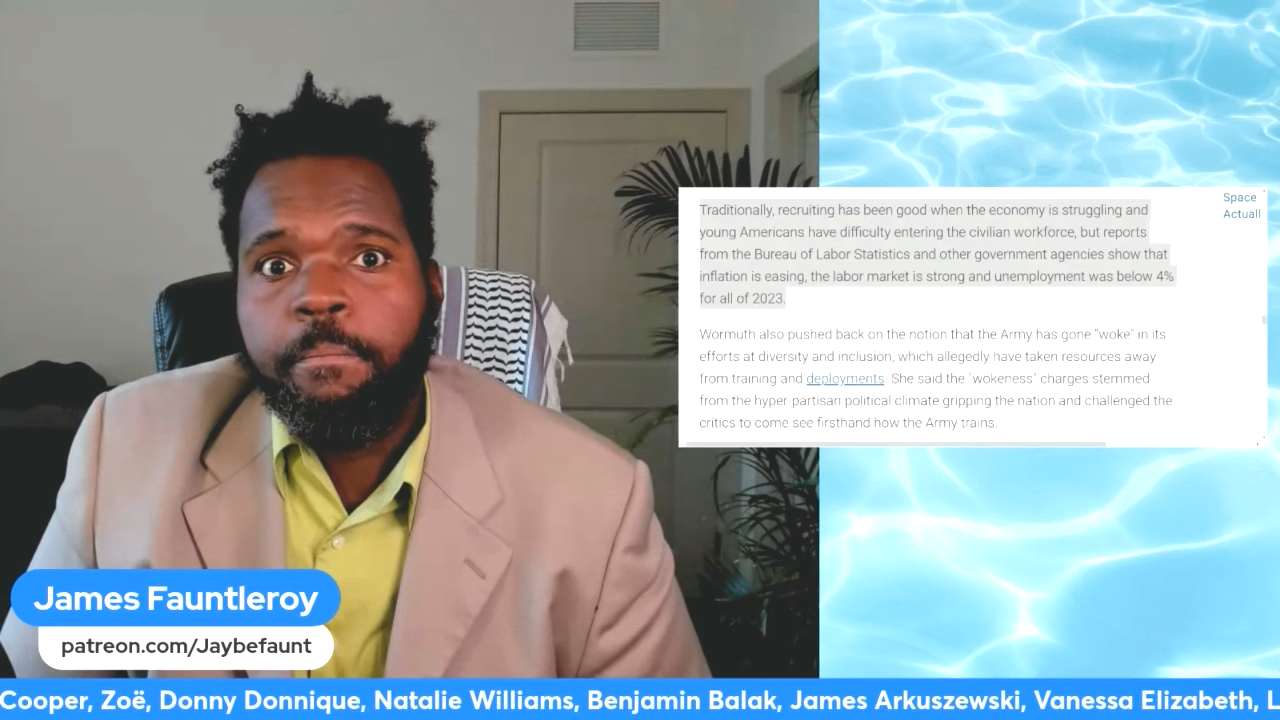 Space
Actuall
Traditionally, recruiting has been good when the economy is struggling and
young Americans have difficulty entering the civilian workforce, but reports
from the Bureau of Labor Statistics and other government agencies show that
inflation is easing, the labor market is strong and unemployment was below 4%
for all of 2023.
Wormuth also pushed back on the notion that the Army has gone "woke" in its
efforts at diversity and inclusion, which allegedly have taken resources away
from training and deployments. She said the "wokeness" charges stemmed
from the hyper-partisan political climate gripping the nation and challenged the
critics to come see firsthand how the Army trains.
James Fauntleroy
patreon.com/Jaybefaunt
Cooper, Zoë, Donny Donnique, Natalie Williams, Benjamin Balak, James Arkuszewski, Vanessa Elizabeth, L